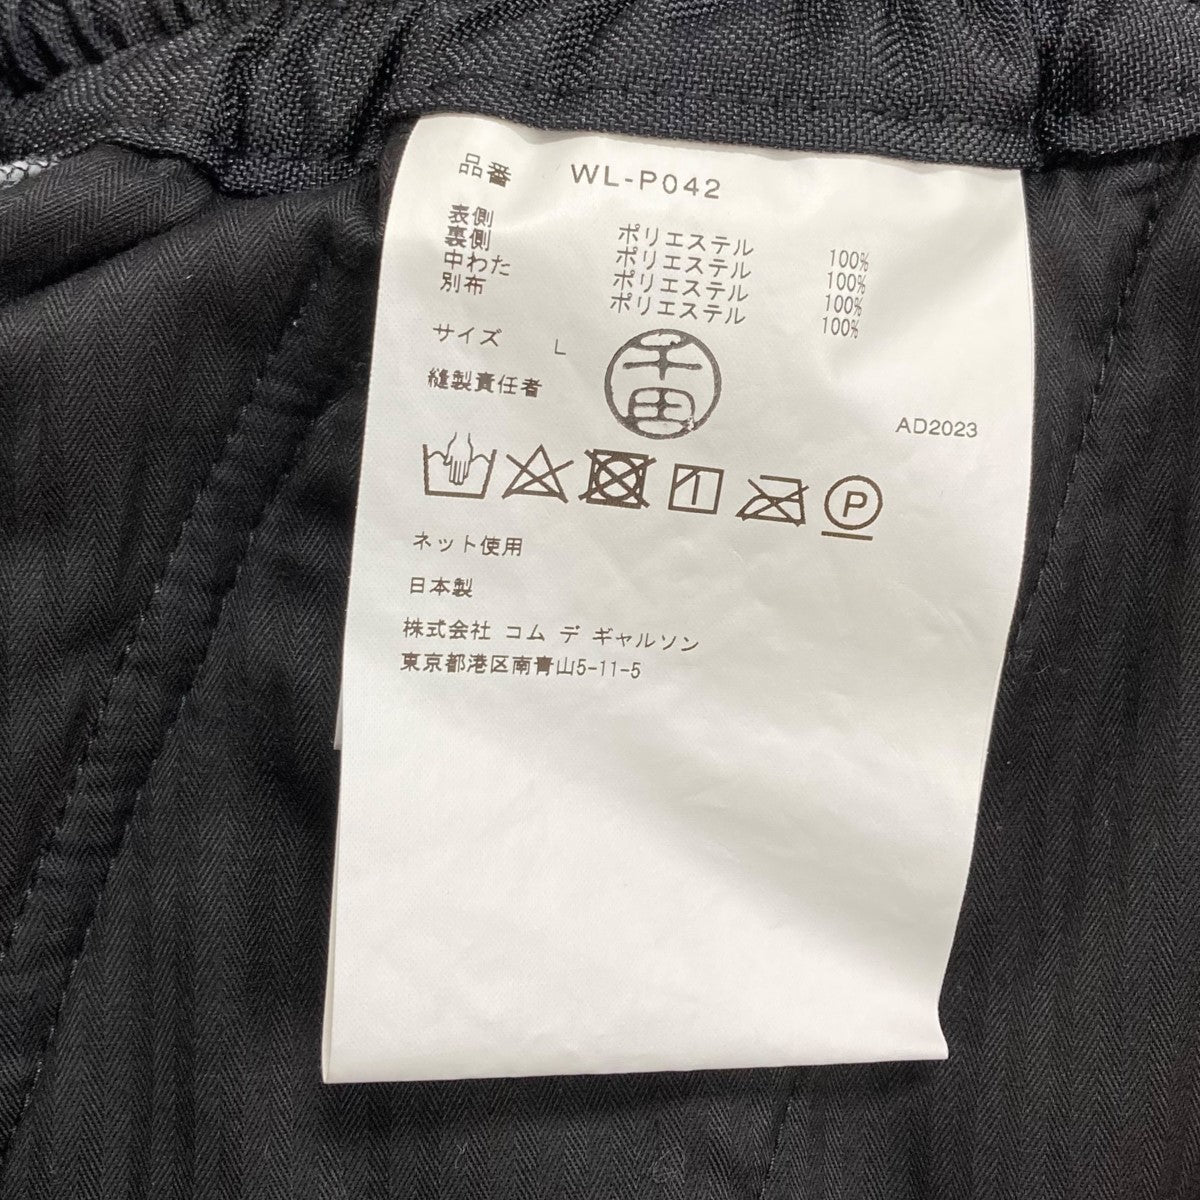 品番 WL-P042
表側 ポリエステル 100%
裏側 ポリエステル 100%
中わた ポリエステル 100%
別布 ポリエステル 100%
サイズ L
縫製責任者 千田
AD2023
P
ネット使用
日本製
株式会社 コム デ ギャルソン
東京都港区南青山5-11-5